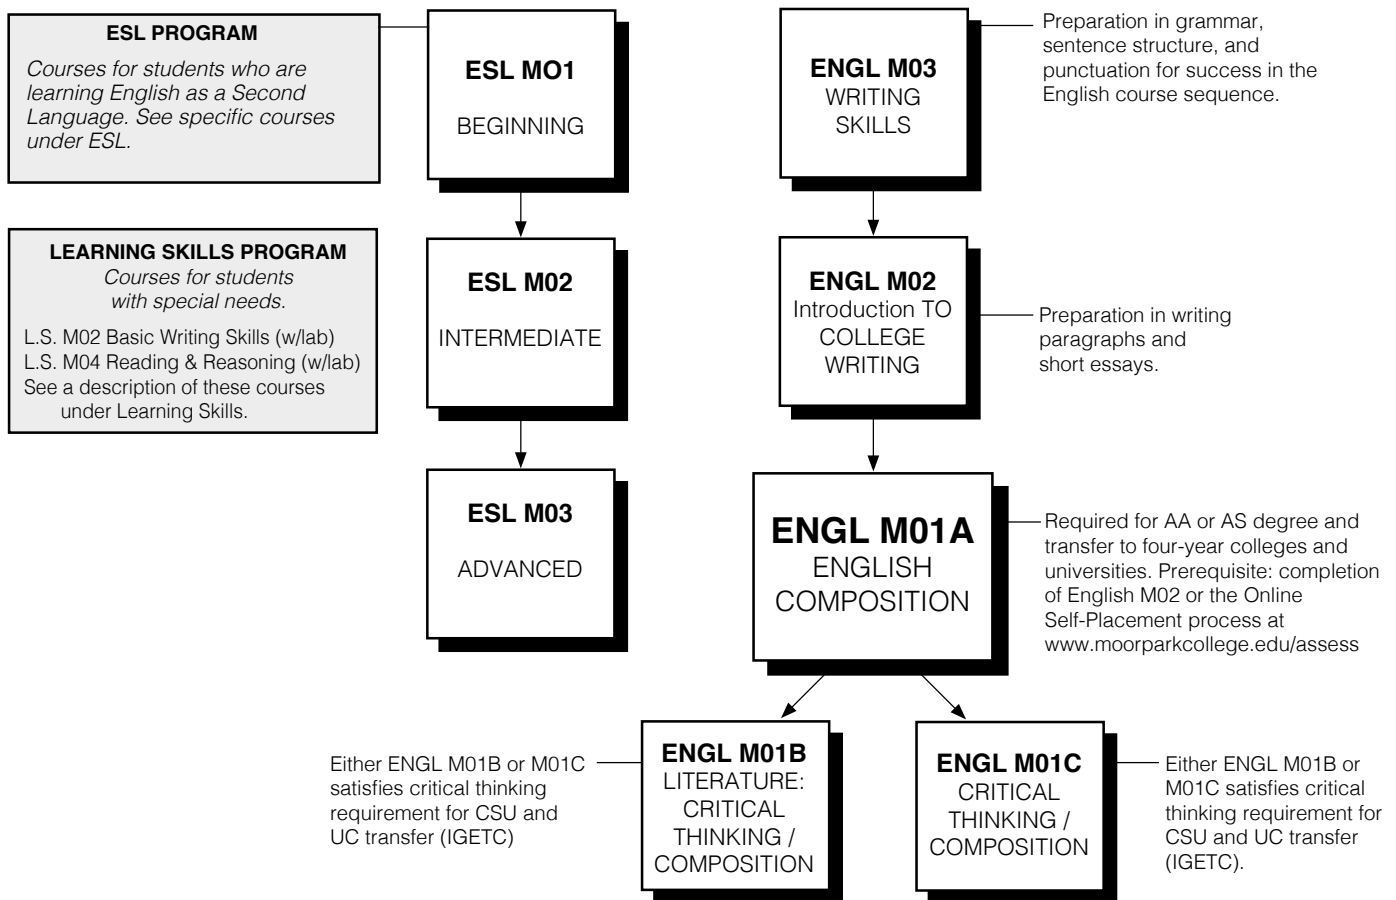 ESL PROGRAM
Courses for students who are
learning English as a Second
Language. See specific courses
under ESL.
LEARNING SKILLS PROGRAM
Courses for students
with special needs.
L.S. M02 Basic Writing Skills (w/lab)
L.S. M04 Reading & Reasoning (w/lab)
See a description of these courses
under Learning Skills.
ESL MO1
BEGINNING
ESL M02
INTERMEDIATE
ESL M03
ADVANCED
ENGL M03
WRITING
SKILLS
Preparation in grammar,
sentence structure, and
punctuation for success in the
English course sequence.
ENGL M02
Introduction TO
COLLEGE
WRITING
Preparation in writing
paragraphs and
short essays.
ENGL M01A
ENGLISH
COMPOSITION
Required for AA or AS degree and
transfer to four-year colleges and
universities. Prerequisite: completion
of English M02 or the Online
Self-Placement process at
www.moorparkcollege.edu/assess
Either ENGL M01B or M01C
satisfies critical thinking
requirement for CSU and
UC transfer (IGETC)
ENGL M01B
LITERATURE:
CRITICAL
THINKING /
COMPOSITION
ENGL M01C
CRITICAL
THINKING /
COMPOSITION
Either ENGL M01B or
M01C satisfies critical
thinking requirement for
CSU and UC transfer
(IGETC).